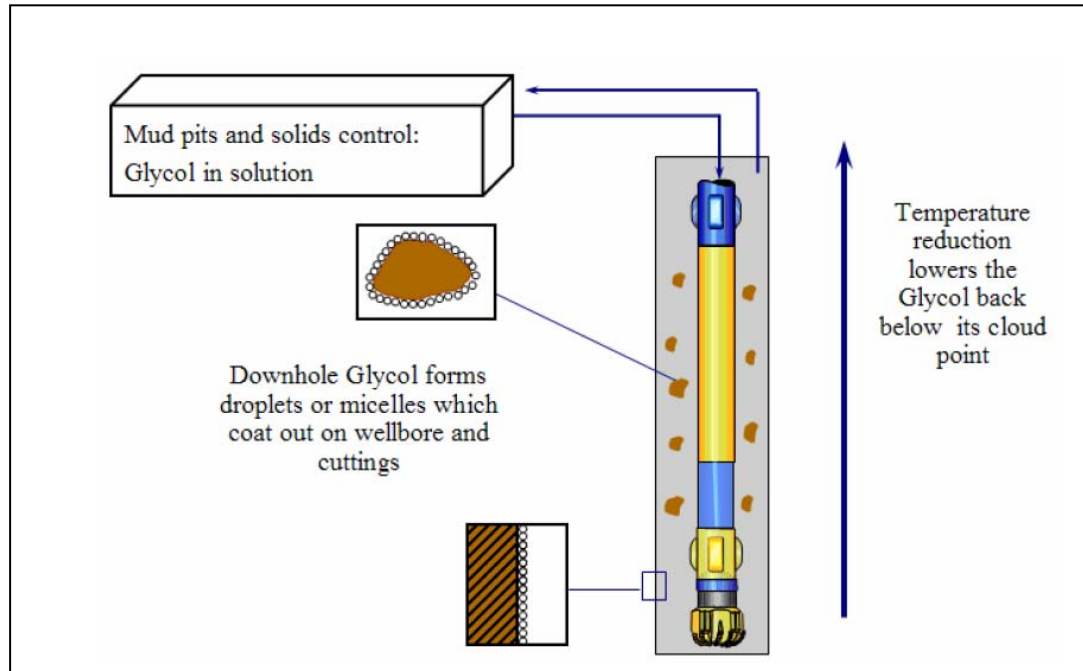 Mud pits and solids control:
Glycol in solution
Temperature
reduction
lowers the
Glycol back
below its cloud
point
Downhole Glycol forms
droplets or micelles which
coat out on wellbore and
cuttings